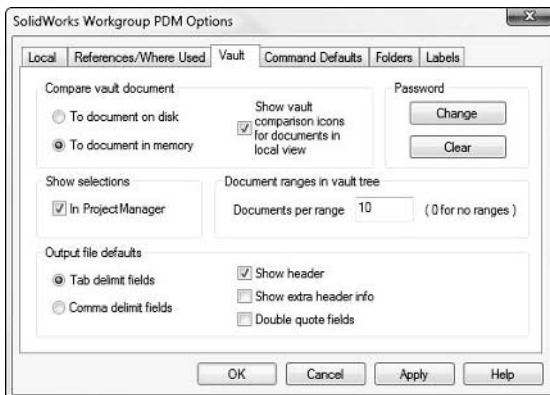 SolidWorks Workgroup PDM Options
Local References/Where Used Vault Command Defaults Folders Labels
Compare vault document
To document on disk
To document in memory
Show vault
comparison icons
for documents in
local view
Password
Change
Clear
Show selections
In ProjectManager
Document ranges in vault tree
Documents per range 10 ( 0 for no ranges )
Output file defaults
Tab delimit fields
Comma delimit fields
Show header
Show extra header info
Double quote fields
OK Cancel Apply Help